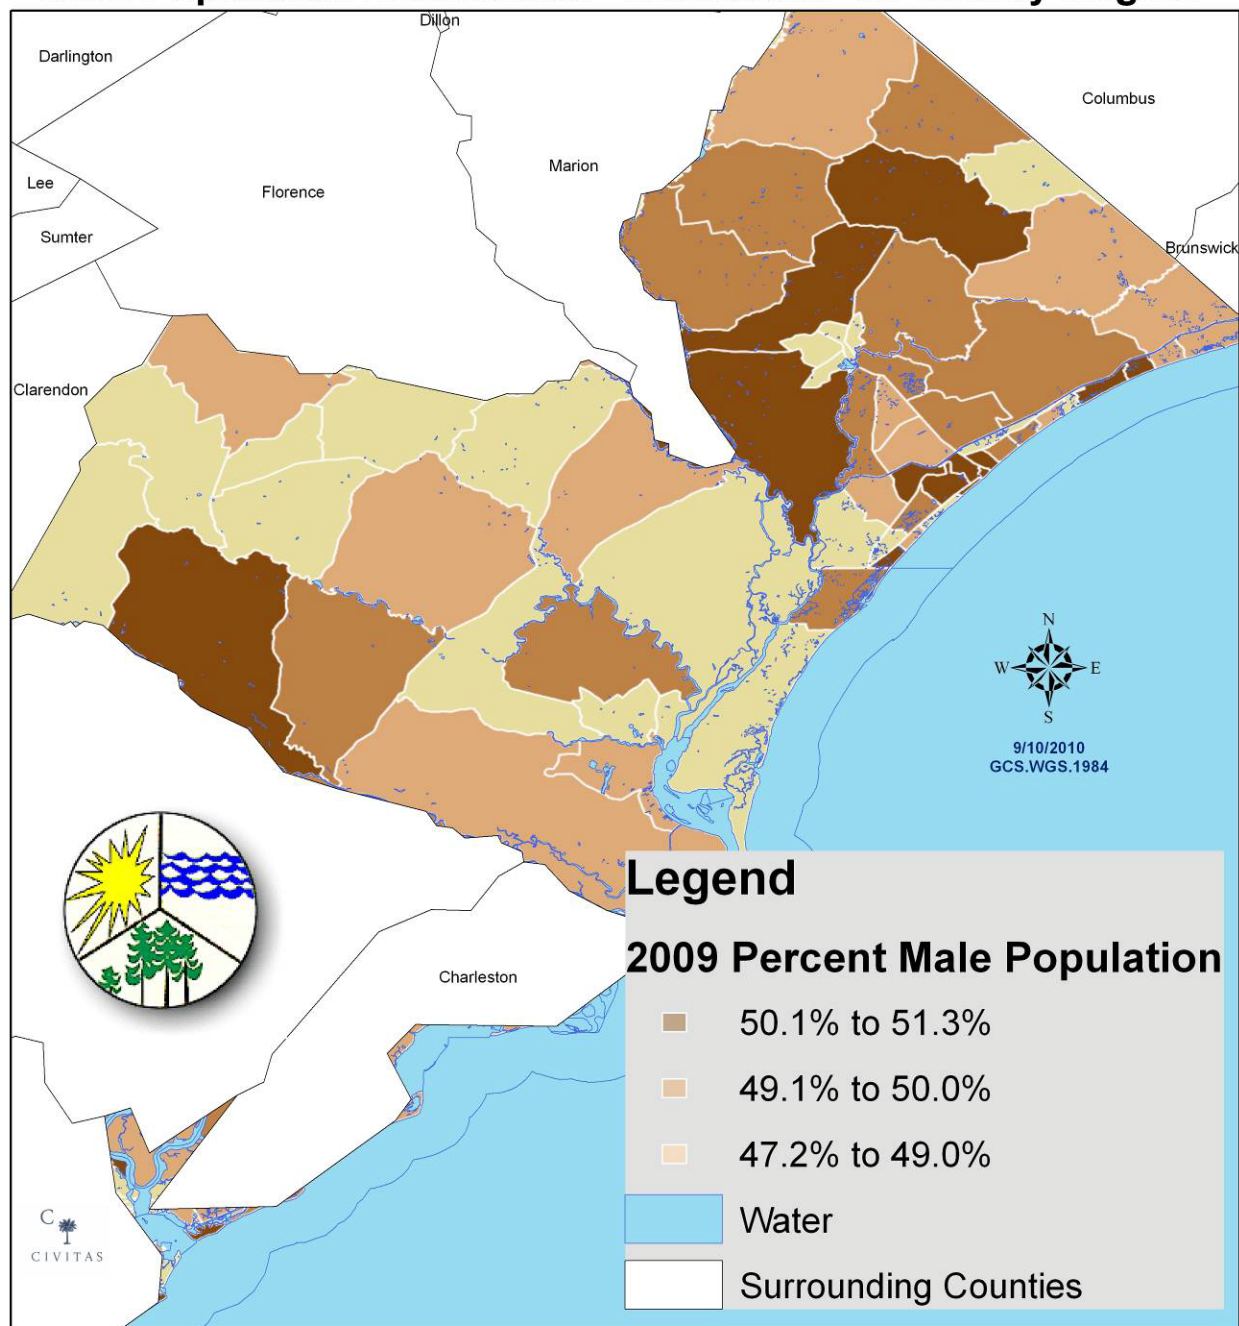 Dillon
Darlington
Columbus
Marion
Lee
Florence
Sumter
Brunswick
Clarendon
N
W E
S
9/10/2010
GCS.WGS.1984
Legend
2009 Percent Male Population
Charleston
50.1% to 51.3%
49.1% to 50.0%
47.2% to 49.0%
Water
C
CIVITAS
Surrounding Counties